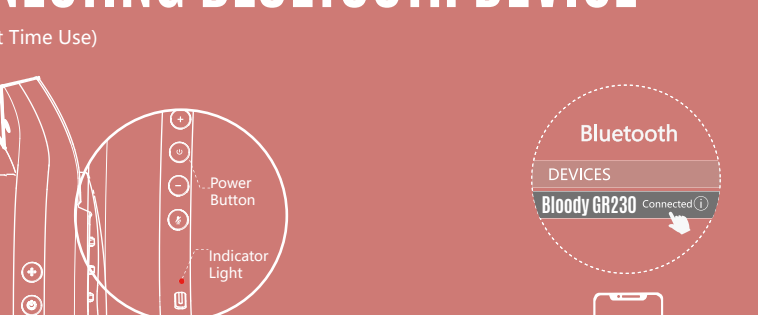 t Time Use)
Power
Button
Indicator
Light
Bluetooth
DEVICES
Bloody GR230 Connected